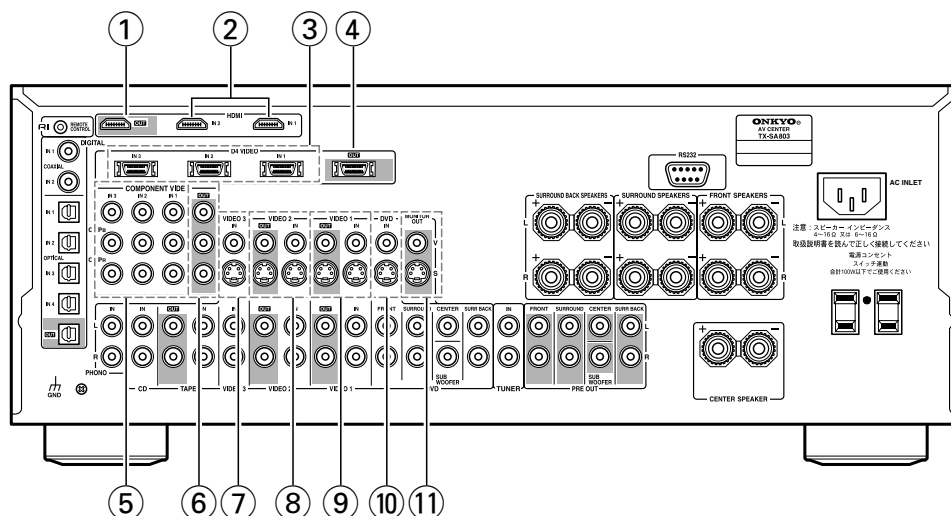 ① ② ③ ④
HDMI
OUT IN 2 IN 1
RI REMOTE CONTROL
DIGITAL
IN 1
COAXIAL
IN 2
IN 1
IN 2
OPTICAL
IN 3
IN 4
OUT
D4 VIDEO
IN 3 IN 2 IN 1 OUT
COMPONENT VIDE
IN 3 IN 2 IN 1 OUT
C PB
C PR
VIDEO 3 VIDEO 2 VIDEO 1 DVD MONITOR OUT
IN OUT IN OUT IN IN
V
S
IN IN OUT IN IN OUT IN OUT IN FRONT SURROUND CENTER SURR BACK IN FRONT SURROUND CENTER SURR BACK
L L
R R
PHONO
SUB WOOFER SUB WOOFER
CD TAPE VIDEO 3 VIDEO 2 VIDEO 1 DVD TUNER PRE OUT
GND
RS232
ONKYO
AV CENTER
TX-SA803
SURROUND BACK SPEAKERS SURROUND SPEAKERS FRONT SPEAKERS
+ − + − + −
L L
R R
+ − + − + −
AC INLET
注意：スピーカー インピーダンス
4～16 Ω 又は 6～16 Ω
取扱説明書を読んで正しく接続してください
電源コンセント
スイッチ連動
合計100W以下でご使用ください
+ −
CENTER SPEAKER
⑤ ⑥ ⑦ ⑧ ⑨ ⑩ ⑪